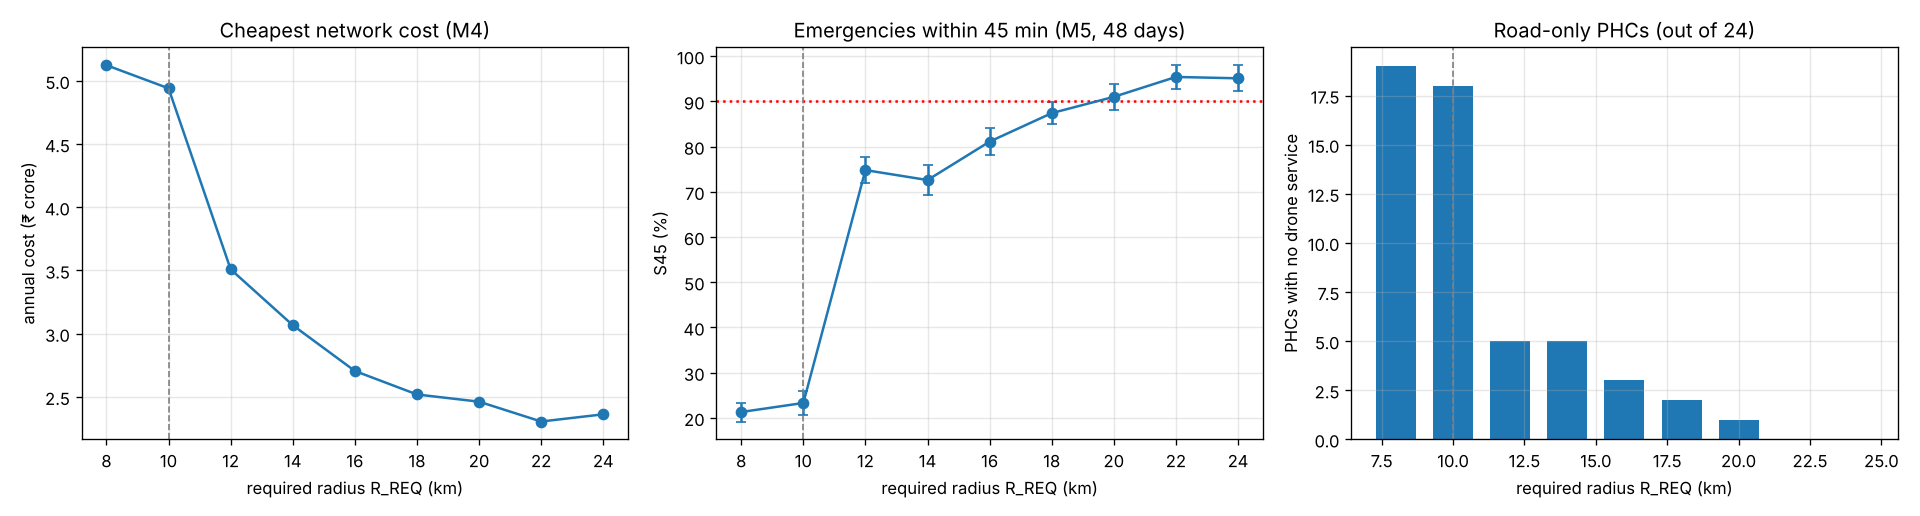 Cheapest network cost (M4)
annual cost (₹ crore)
5.0
4.5
4.0
3.5
3.0
2.5
8 10 12 14 16 18 20 22 24
required radius R_REQ (km)
Emergencies within 45 min (M5, 48 days)
S45 (%)
100
90
80
70
60
50
40
30
20
8 10 12 14 16 18 20 22 24
required radius R_REQ (km)
Road-only PHCs (out of 24)
PHCs with no drone service
17.5
15.0
12.5
10.0
7.5
5.0
2.5
0.0
7.5 10.0 12.5 15.0 17.5 20.0 22.5 25.0
required radius R_REQ (km)